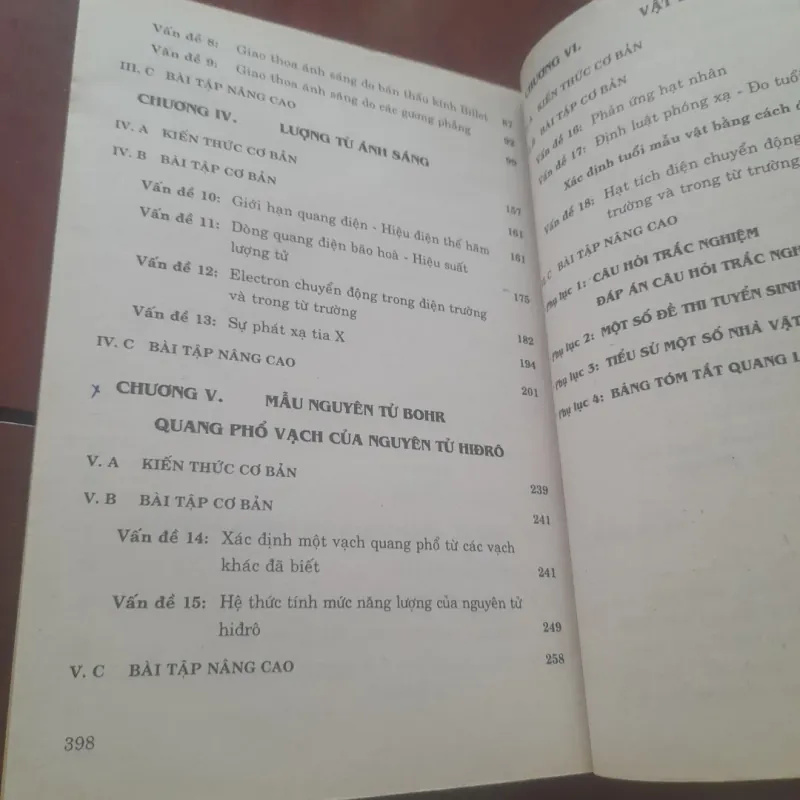 Vấn đề 8: Giao thoa ánh sáng do bán thấu kính Billet 87
Vấn đề 9: Giao thoa ánh sáng do các gương phẳng 92
III. C BÀI TẬP NÂNG CAO 99
CHƯƠNG IV. LƯỢNG TỬ ÁNH SÁNG
IV. A KIẾN THỨC CƠ BẢN 157
IV. B BÀI TẬP CƠ BẢN 161
Vấn đề 10: Giới hạn quang điện - Hiệu điện thế hãm 161
Vấn đề 11: Dòng quang điện bão hoà - Hiệu suất
lượng tử 175
Vấn đề 12: Electron chuyển động trong điện trường
và trong từ trường 182
Vấn đề 13: Sự phát xạ tia X 194
IV. C BÀI TẬP NÂNG CAO 201
CHƯƠNG V. MẪU NGUYÊN TỬ BOHR
QUANG PHỔ VẠCH CỦA NGUYÊN TỬ HIĐRÔ
V. A KIẾN THỨC CƠ BẢN 239
V. B BÀI TẬP CƠ BẢN 241
Vấn đề 14: Xác định một vạch quang phổ từ các vạch
khác đã biết 241
Vấn đề 15: Hệ thức tính mức năng lượng của nguyên tử
hiđrô 249
V. C BÀI TẬP NÂNG CAO 258
398
CHƯƠNG VI. VẬT
A KIẾN THỨC CƠ BẢN
B BÀI TẬP CƠ BẢN
Vấn đề 16: Phản ứng hạt nhân
Vấn đề 17: Định luật phóng xạ - Đo tuổi
Xác định tuổi mẫu vật bằng cách đ
Vấn đề 18: Hạt tích điện chuyển động
trường và trong từ trường
C BÀI TẬP NÂNG CAO
Phụ lục 1: CÂU HỎI TRẮC NGHIỆM
ĐÁP ÁN CÂU HỎI TRẮC NGH
Phụ lục 2: MỘT SỐ ĐỀ THI TUYỂN SINH
Phụ lục 3: TIỂU SỬ MỘT SỐ NHÀ VẬT
Phụ lục 4: BẢNG TÓM TẮT QUANG L